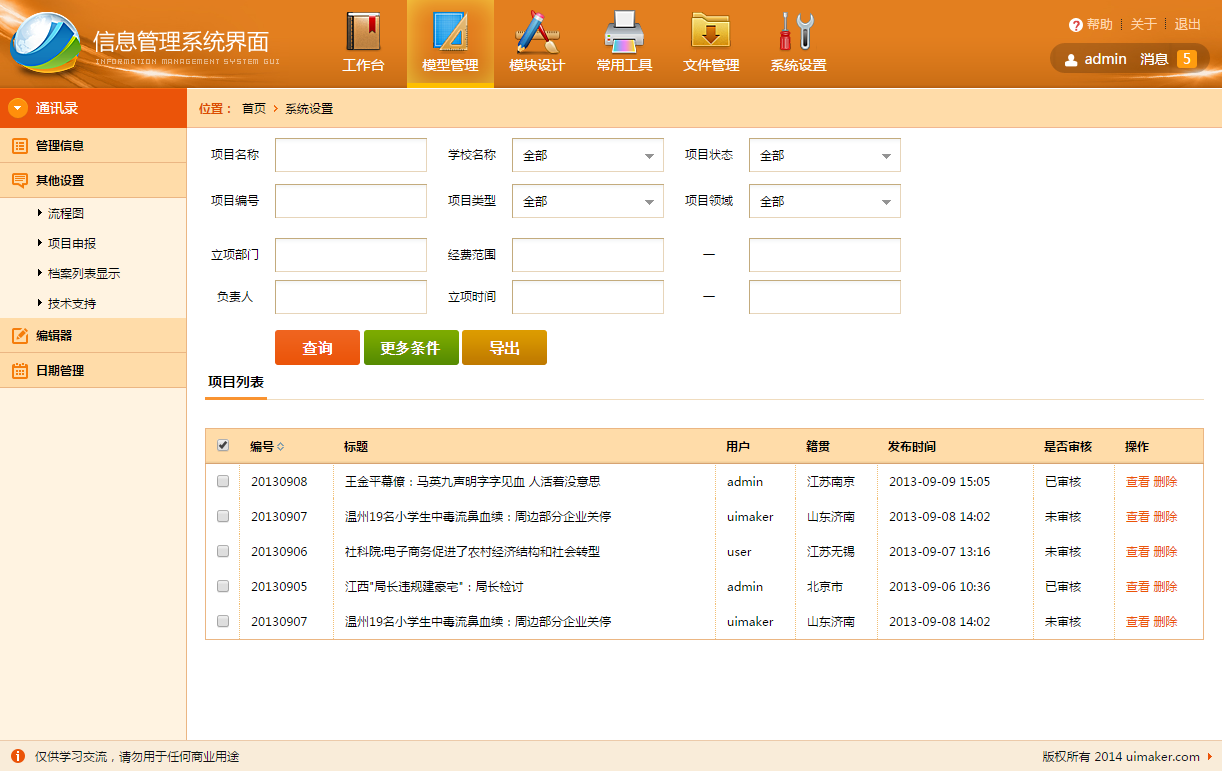 信息管理系统界面
INFORMATION MANAGEMENT SYSTEM GUI
工作台 模型管理 模块设计 常用工具 文件管理 系统设置
帮助 关于 退出
admin 消息 5
通讯录
管理信息
其他设置
流程图
项目申报
档案列表显示
技术支持
编辑器
日期管理
位置： 首页 › 系统设置
项目名称 学校名称 全部 项目状态 全部
项目编号 项目类型 全部 项目领域 全部
立项部门 经费范围 —
负责人 立项时间 —
查询 更多条件 导出
项目列表
编号 标题 用户 籍贯 发布时间 是否审核 操作
20130908 王金平幕僚：马英九声明字字见血 人活着没意思 admin 江苏南京 2013-09-09 15:05 已审核 查看 删除
20130907 温州19名小学生中毒流鼻血续：周边部分企业关停 uimaker 山东济南 2013-09-08 14:02 未审核 查看 删除
20130906 社科院:电子商务促进了农村经济结构和社会转型 user 江苏无锡 2013-09-07 13:16 未审核 查看 删除
20130905 江西"局长违规建豪宅"：局长检讨 admin 北京市 2013-09-06 10:36 已审核 查看 删除
20130907 温州19名小学生中毒流鼻血续：周边部分企业关停 uimaker 山东济南 2013-09-08 14:02 未审核 查看 删除
仅供学习交流，请勿用于任何商业用途
版权所有 2014 uimaker.com